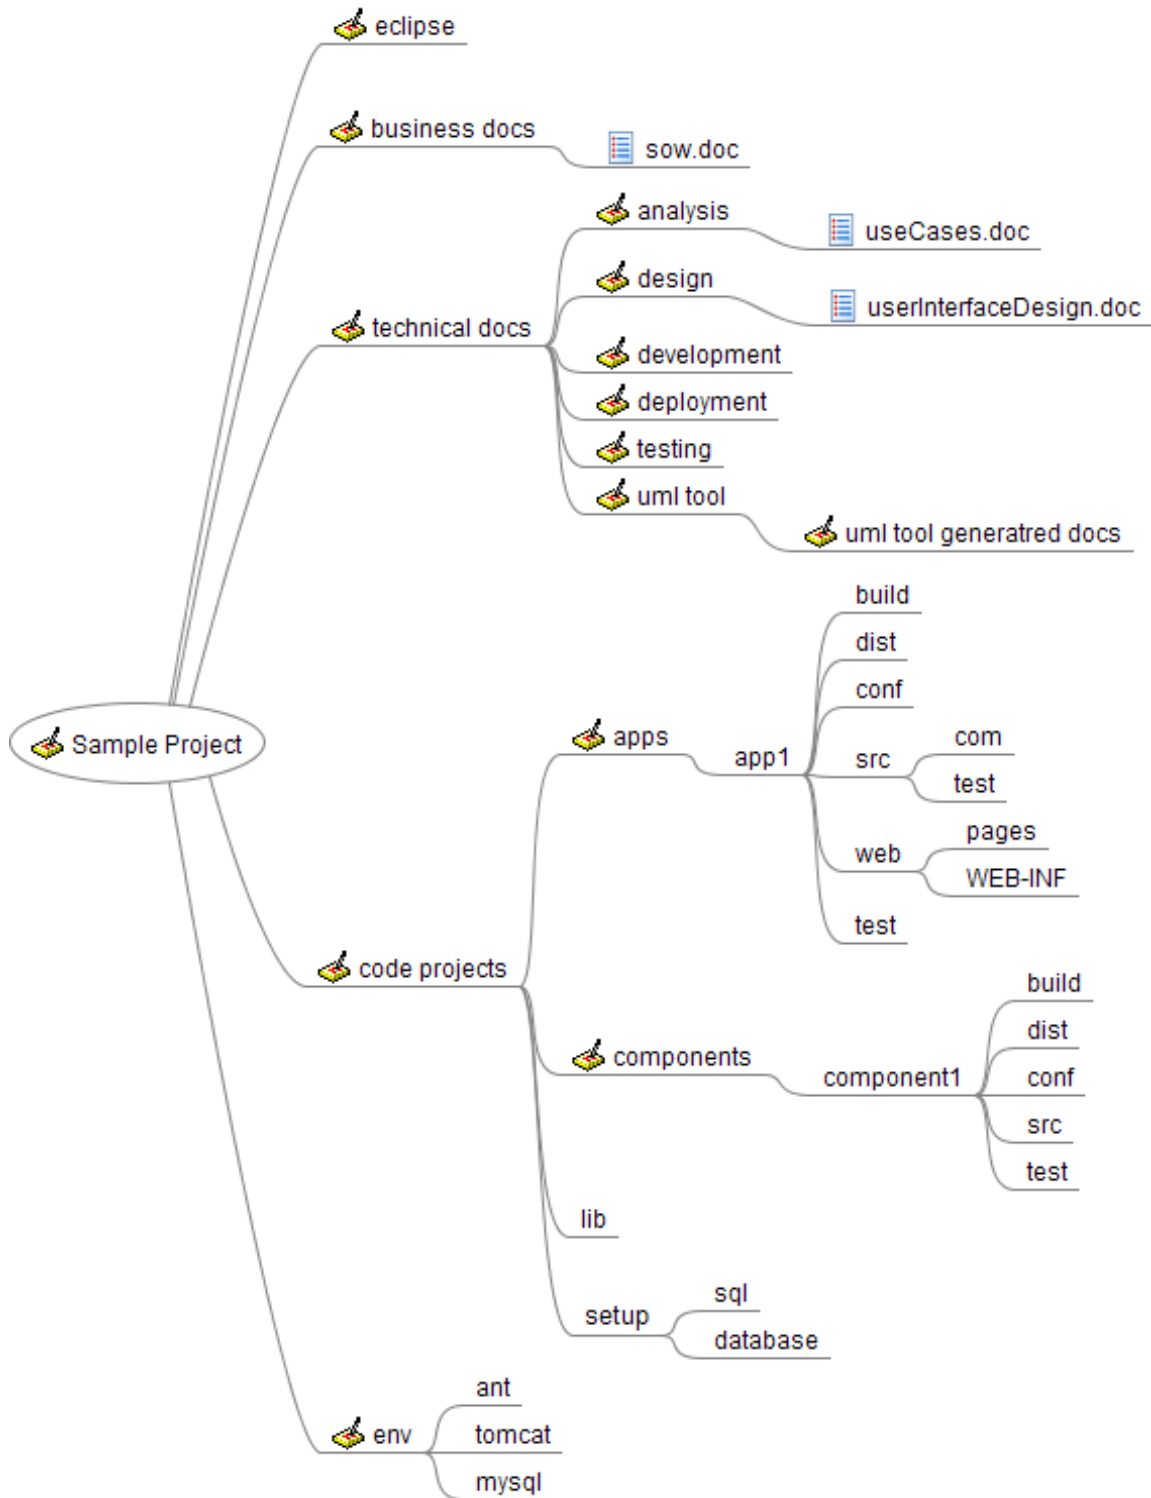 eclipse
business docs
sow.doc
analysis
useCases.doc
design
userInterfaceDesign.doc
technical docs
development
deployment
testing
uml tool
uml tool generatred docs
build
dist
conf
Sample Project
apps
app1
src
com
test
web
pages
WEB-INF
test
code projects
build
components
dist
component1
conf
src
test
lib
setup
sql
database
ant
env
tomcat
mysql